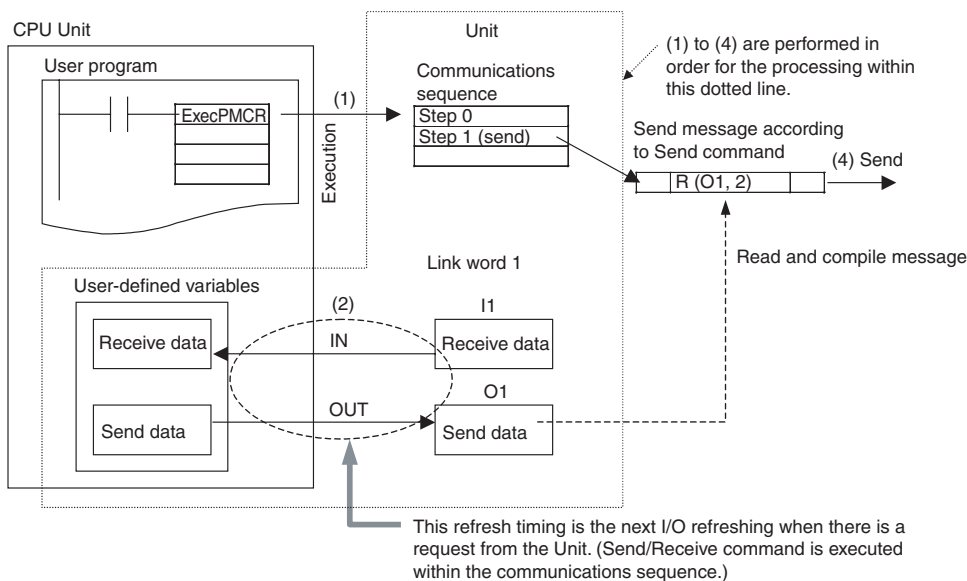 CPU Unit
User program
ExecPMCR
(1)
Execution
Unit
Communications
sequence
Step 0
Step 1 (send)
(1) to (4) are performed in
order for the processing within
this dotted line.
Send message according
to Send command
R (O1, 2)
(4) Send
Read and compile message
User-defined variables
Receive data
Send data
(2)
IN
OUT
Link word 1
I1
Receive data
O1
Send data
This refresh timing is the next I/O refreshing when there is a
request from the Unit. (Send/Receive command is executed
within the communications sequence.)